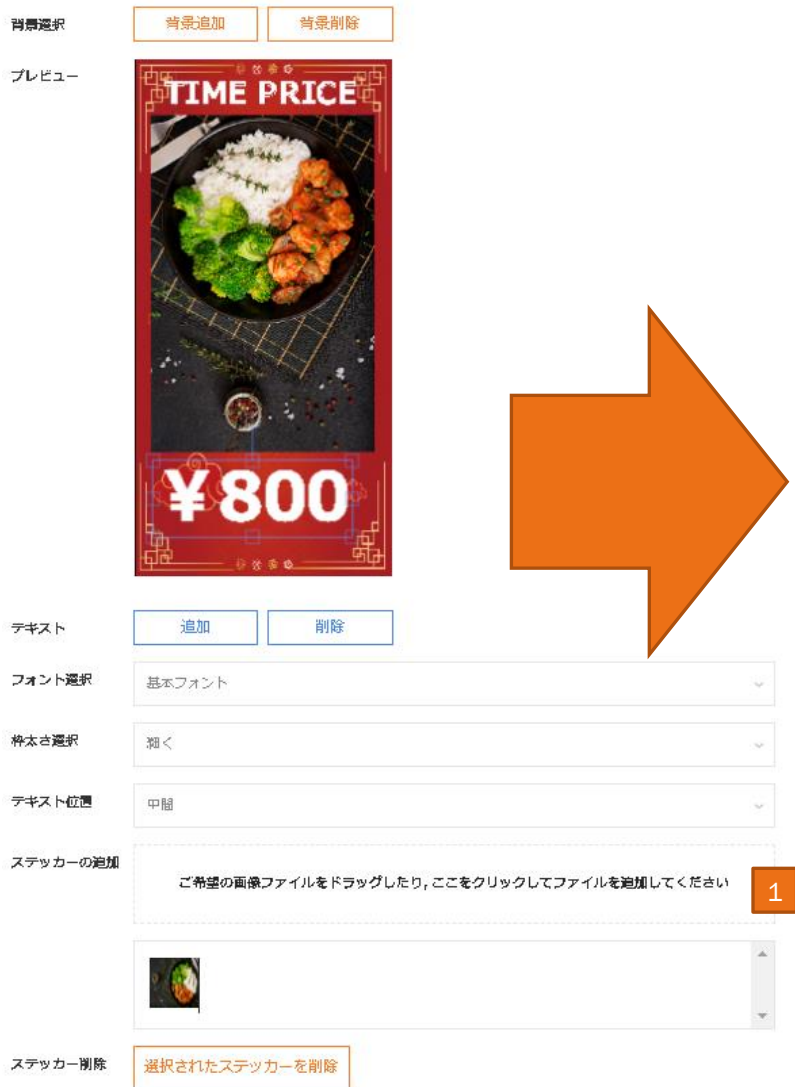 背景選択
背景追加
背景削除
プレビュー
TIME PRICE
¥800
テキスト
追加
削除
フォント選択
基本フォント
枠太さ選択
細く
テキスト位置
中間
ステッカーの追加
ご希望の画像ファイルをドラッグしたり, ここをクリックしてファイルを追加してください
1
ステッカー削除
選択されたステッカーを削除